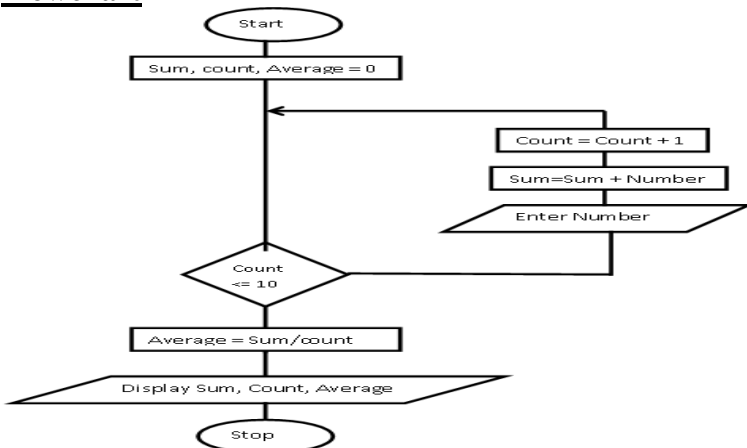 Start
Sum, count, Average = 0
Count = Count + 1
Sum=Sum + Number
Enter Number
Count
<= 10
Average = Sum/count
Display Sum, Count, Average
Stop